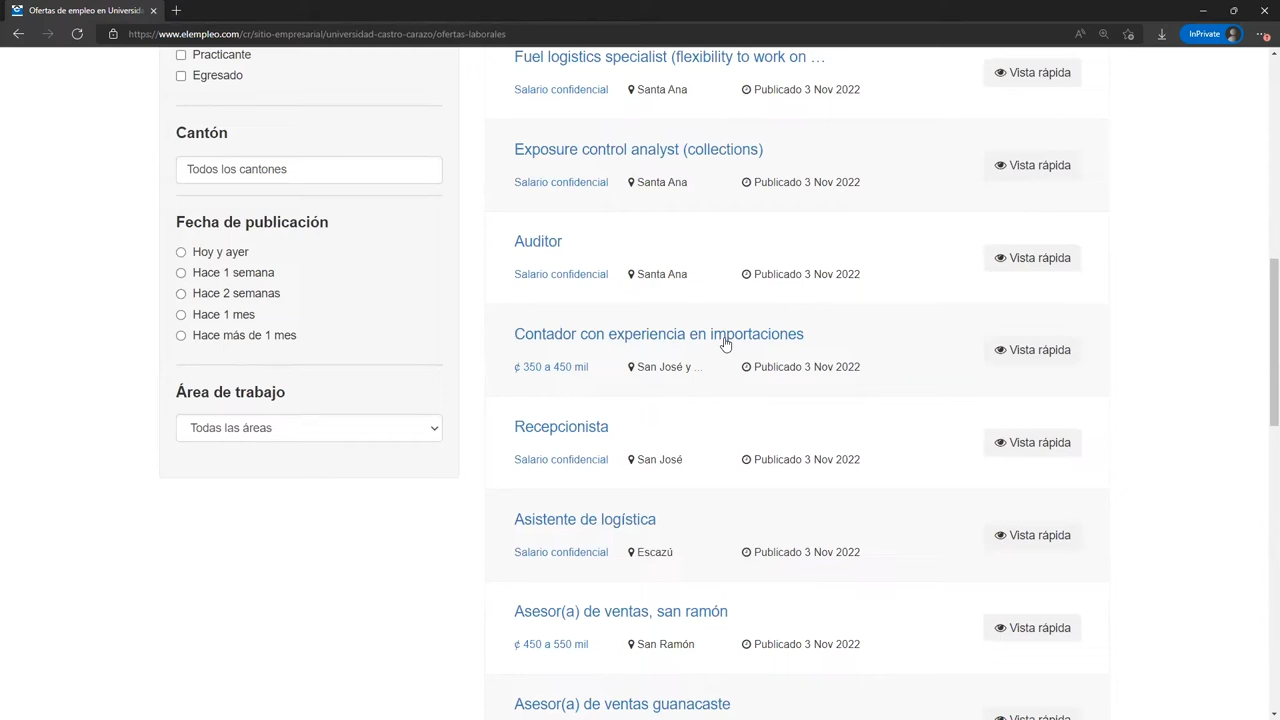 Ofertas de empleo en Universida
https://www.elempleo.com/cr/sitio-empresarial/universidad-castro-carazo/ofertas-laborales
InPrivate
Practicante
Egresado
Cantón
Todos los cantones
Fecha de publicación
Hoy y ayer
Hace 1 semana
Hace 2 semanas
Hace 1 mes
Hace más de 1 mes
Área de trabajo
Todas las áreas
Fuel logistics specialist (flexibility to work on ...
Salario confidencial Santa Ana Publicado 3 Nov 2022
Vista rápida
Exposure control analyst (collections)
Salario confidencial Santa Ana Publicado 3 Nov 2022
Vista rápida
Auditor
Salario confidencial Santa Ana Publicado 3 Nov 2022
Vista rápida
Contador con experiencia en importaciones
¢ 350 a 450 mil San José y ... Publicado 3 Nov 2022
Vista rápida
Recepcionista
Salario confidencial San José Publicado 3 Nov 2022
Vista rápida
Asistente de logística
Salario confidencial Escazú Publicado 3 Nov 2022
Vista rápida
Asesor(a) de ventas, san ramón
¢ 450 a 550 mil San Ramón Publicado 3 Nov 2022
Vista rápida
Asesor(a) de ventas guanacaste
Vista rápida